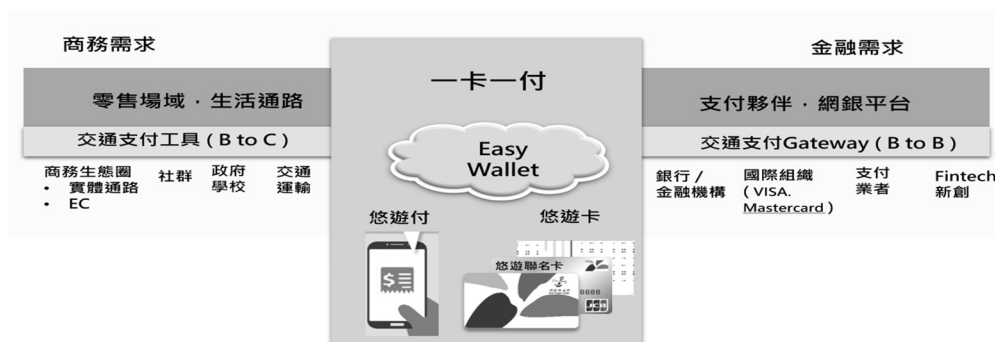 商務需求
零售場域．生活通路
交通支付工具 ( B to C )
商務生態圈
• 實體通路
• EC
社群
政府
學校
交通
運輸
一卡一付
Easy
Wallet
悠遊付
悠遊卡
$
悠遊聯名卡
8888
JCB
金融需求
支付夥伴．網銀平台
交通支付Gateway ( B to B )
銀行 /
金融機構
國際組織
( VISA.
Mastercard )
支付
業者
Fintech
新創